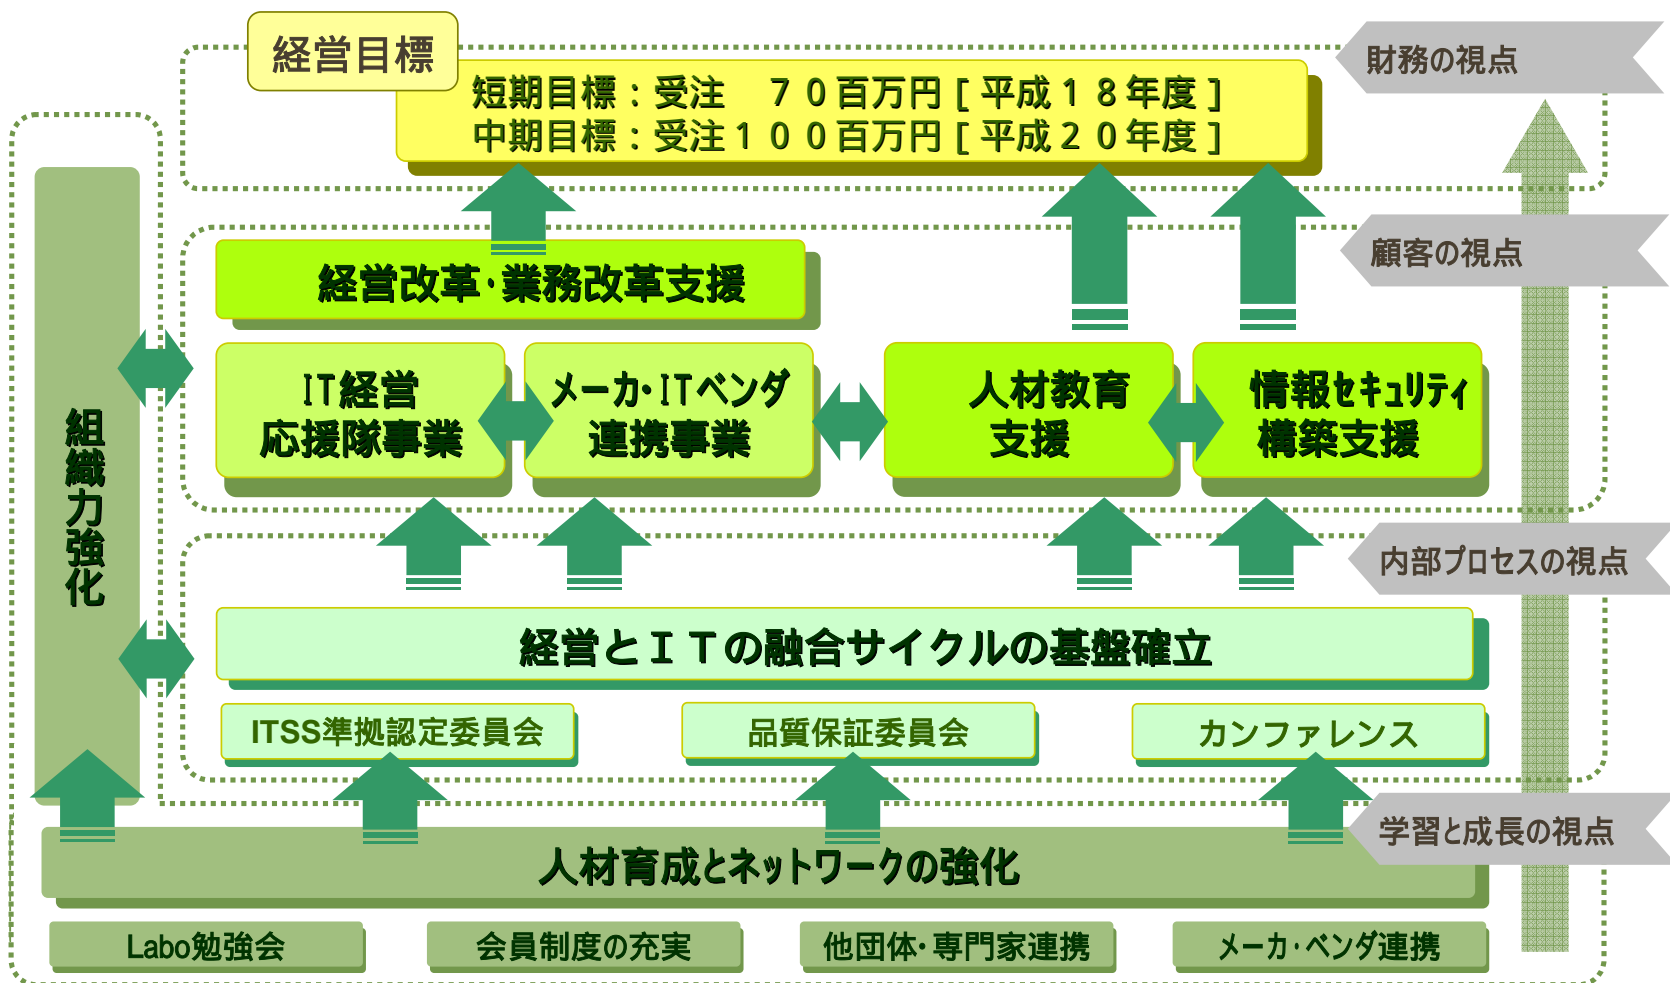 経営目標
財務の視点
短期目標：受注　７０百万円［平成１８年度］
中期目標：受注１００百万円［平成２０年度］
顧客の視点
経営改革・業務改革支援
IT経営
応援隊事業
メーカ・ITベンダ
連携事業
人材教育
支援
情報セキュリティ
構築支援
組織力強化
内部プロセスの視点
経営とＩＴの融合サイクルの基盤確立
ITSS準拠認定委員会
品質保証委員会
カンファレンス
学習と成長の視点
人材育成とネットワークの強化
Labo勉強会
会員制度の充実
他団体・専門家連携
メーカ・ベンダ連携